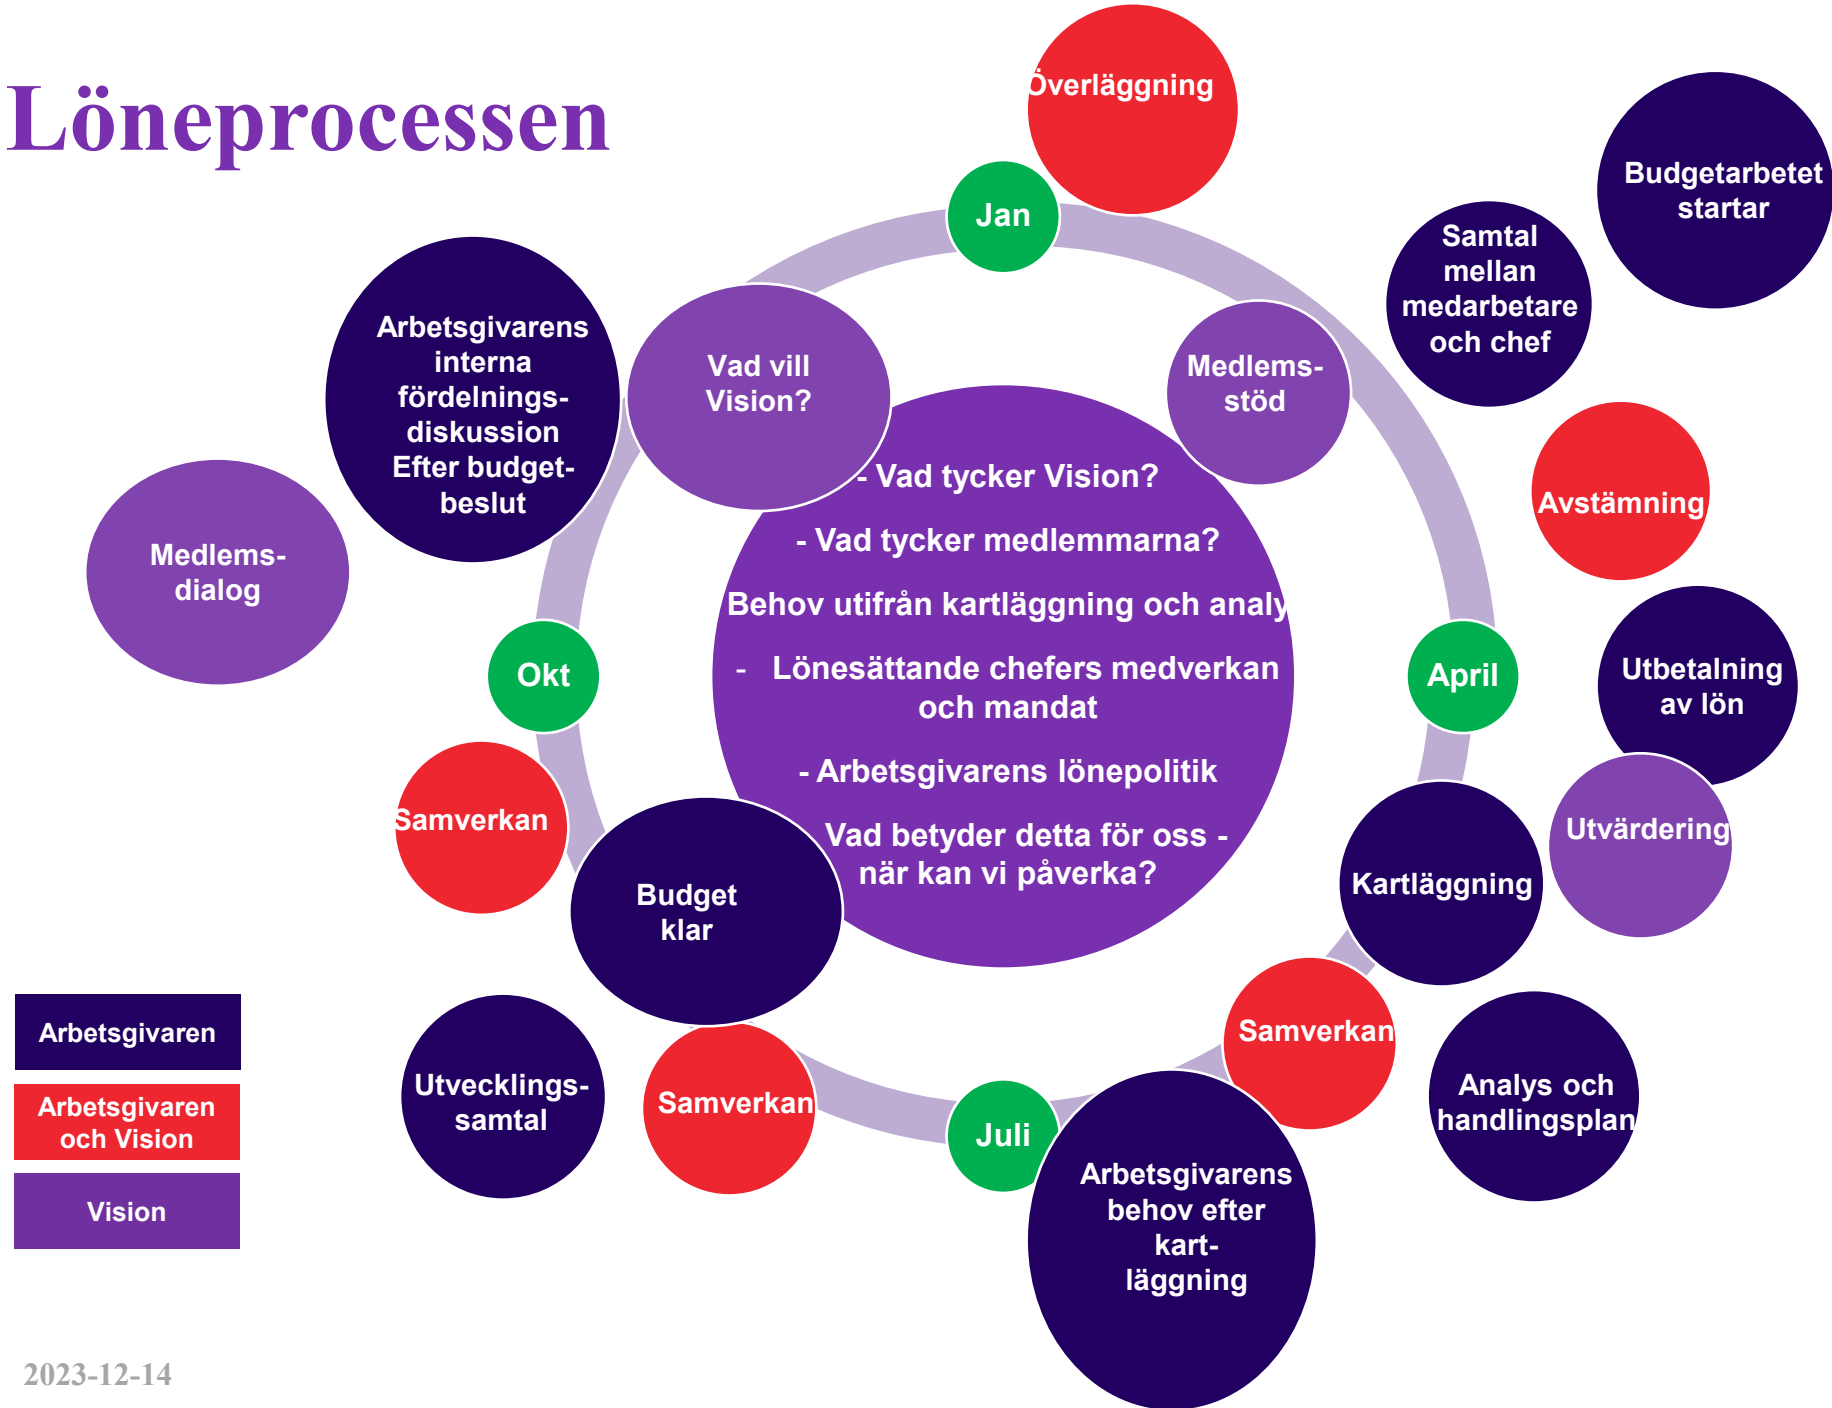 Löneprocessen
Överläggning
Jan
Budgetarbetet
startar
Samtal
mellan
medarbetare
och chef
Arbetsgivarens
interna
fördelnings-
diskussion
Efter budget-
beslut
Vad vill
Vision?
Medlems-
stöd
Avstämning
Medlems-
dialog
- Vad tycker Vision?
- Vad tycker medlemmarna?
Behov utifrån kartläggning och analy
- Lönesättande chefers medverkan
och mandat
- Arbetsgivarens lönepolitik
Vad betyder detta för oss -
när kan vi påverka?
Okt
April
Utbetalning
av lön
Samverkan
Utvärdering
Budget
klar
Kartläggning
Samverkan
Arbetsgivaren
Utvecklings-
samtal
Samverkan
Juli
Analys och
handlingsplan
Arbetsgivaren
och Vision
Arbetsgivarens
behov efter
kart-
läggning
Vision
2023-12-14